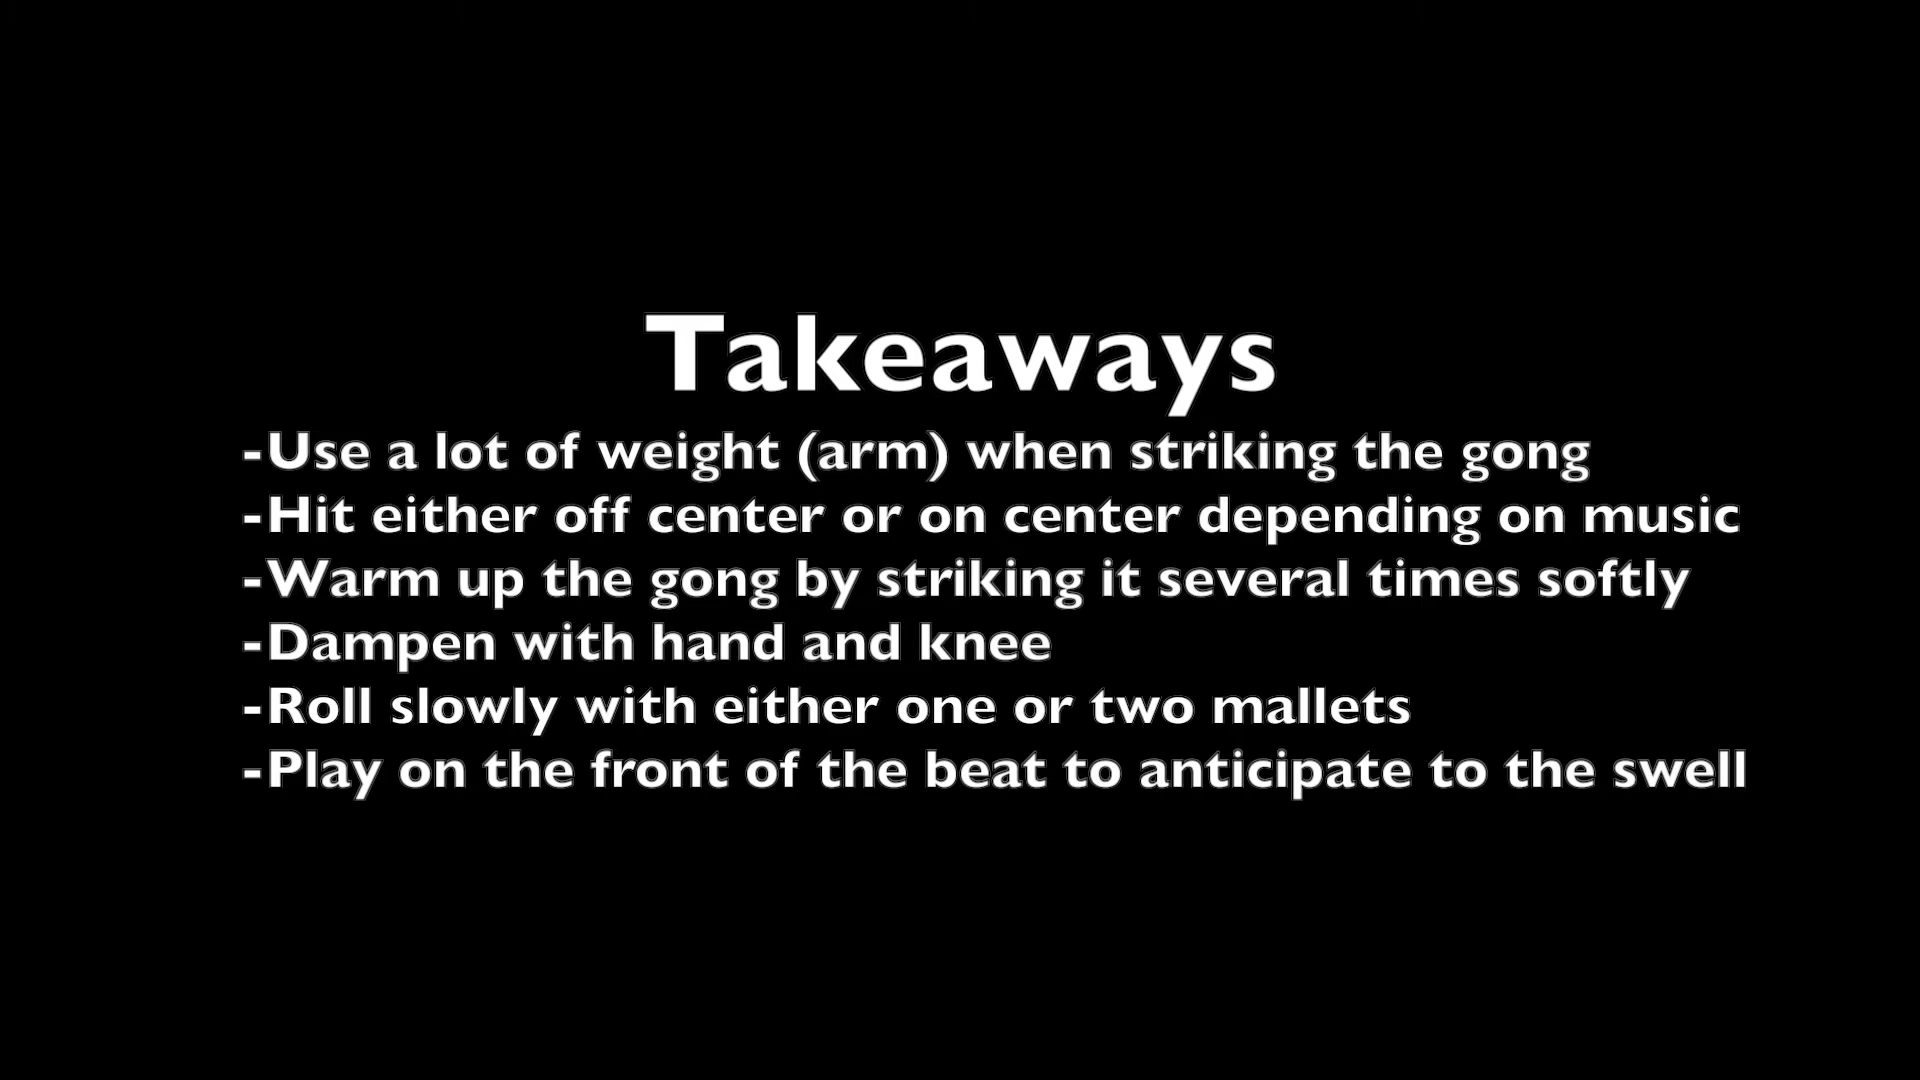 Takeaways
-Use a lot of weight (arm) when striking the gong
-Hit either off center or on center depending on music
-Warm up the gong by striking it several times softly
-Dampen with hand and knee
-Roll slowly with either one or two mallets
-Play on the front of the beat to anticipate to the swell